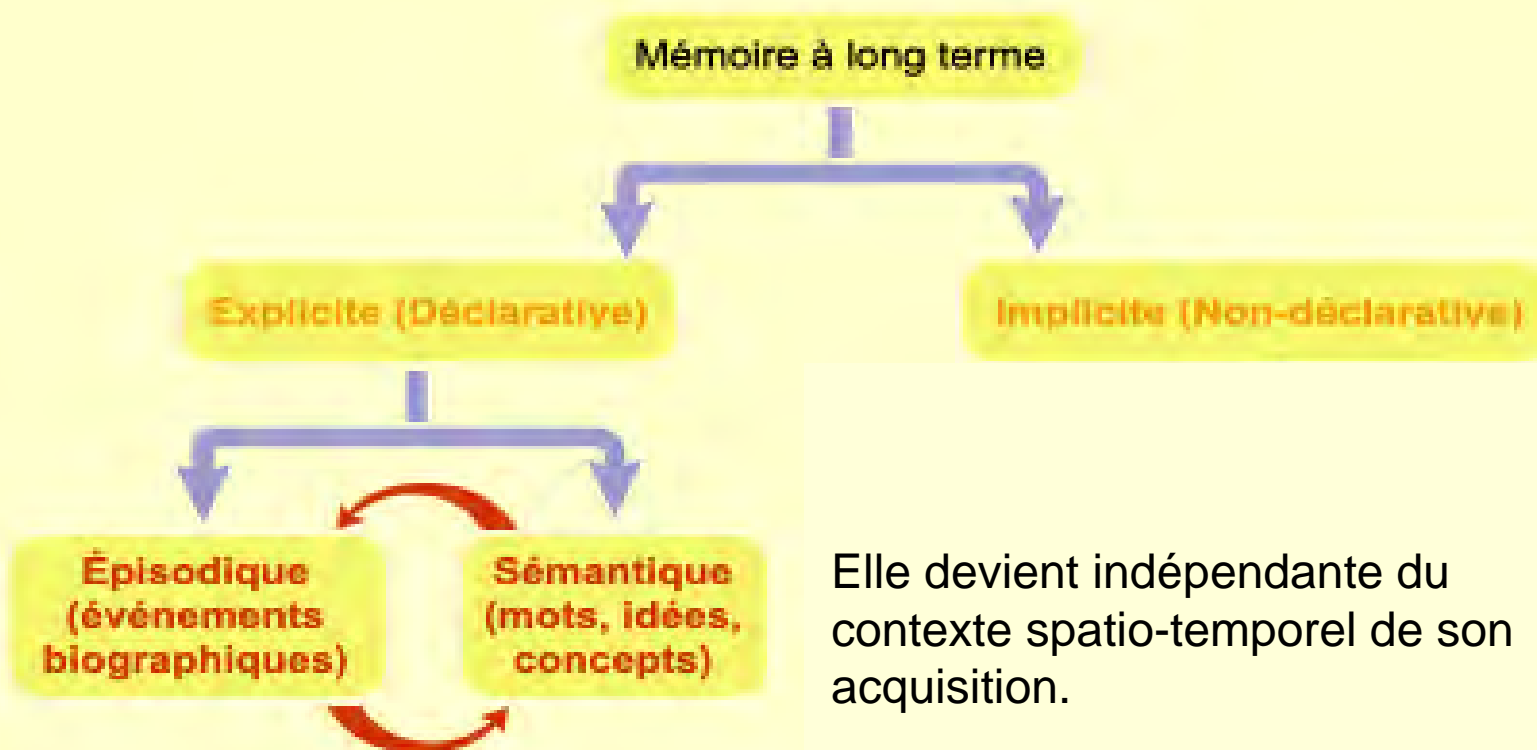 Mémoire à long terme
Explicite (Déclarative)
Implicite (Non-déclarative)
Épisodique
(événements
biographiques)
Sémantique
(mots, idées,
concepts)
Elle devient indépendante du
contexte spatio-temporel de son
acquisition.